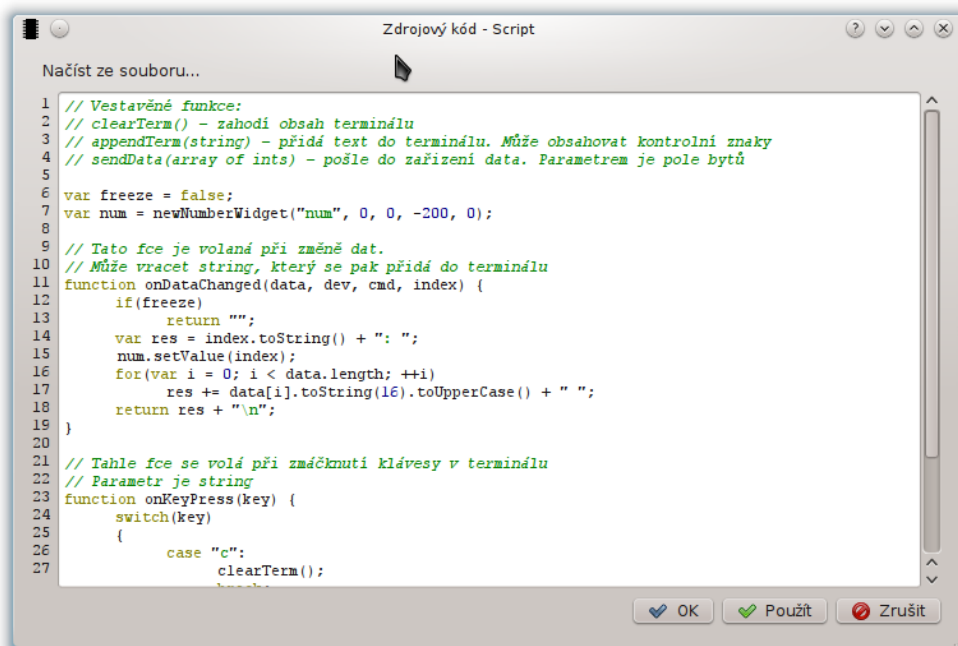 Zdrojový kód - Script
Načíst ze souboru...
1 // Vestavěné funkce:
2 // clearTerm() – zahodí obsah terminálu
3 // appendTerm(string) – přidá text do terminálu. Může obsahovat kontrolní znaky
4 // sendData(array of ints) – pošle do zařizení data. Parametrem je pole bytů
5
6 var freeze = false;
7 var num = newNumberWidget("num", 0, 0, -200, 0);
8
9 // Tato fce je volaná při změně dat.
10 // Může vracet string, který se pak přidá do terminálu
11 function onDataChanged(data, dev, cmd, index) {
12 if(freeze)
13 return "";
14 var res = index.toString() + ": ";
15 num.setValue(index);
16 for(var i = 0; i < data.length; ++i)
17 res += data[i].toString(16).toUpperCase() + " ";
18 return res + "\n";
19 }
20
21 // Tahle fce se volá při zmáčknutí klávesy v terminálu
22 // Parametr je string
23 function onKeyPress(key) {
24 switch(key)
25 {
26 case "c":
27 clearTerm();
OK Použít Zrušit